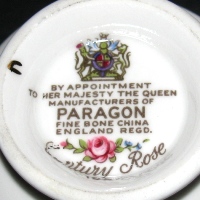 BY APPOINTMENT
TO HER MAJESTY THE QUEEN
MANUFACTURERS OF
PARAGON
FINE BONE CHINA
ENGLAND REGD.
Rose